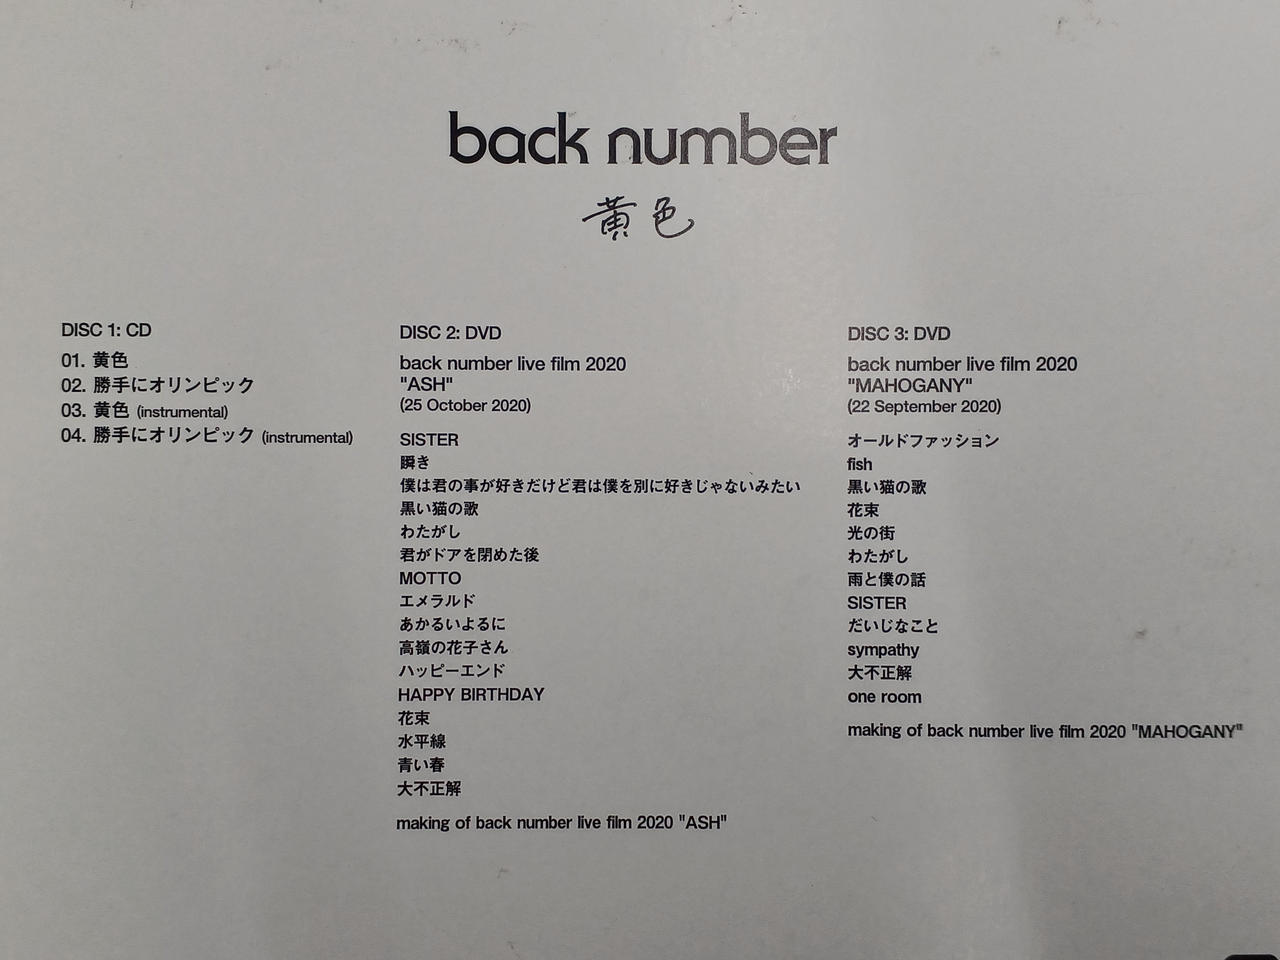 back number
黄色
DISC 1: CD
01. 黄色
02. 勝手にオリンピック
03. 黄色 (instrumental)
04. 勝手にオリンピック (instrumental)
DISC 2: DVD
back number live film 2020
"ASH"
(25 October 2020)
SISTER
瞬き
僕は君の事が好きだけど君は僕を別に好きじゃないみたい
黒い猫の歌
わたがし
君がドアを閉めた後
MOTTO
エメラルド
あかるいよるに
高嶺の花子さん
ハッピーエンド
HAPPY BIRTHDAY
花束
水平線
青い春
大不正解
making of back number live film 2020 "ASH"
DISC 3: DVD
back number live film 2020
"MAHOGANY"
(22 September 2020)
オールドファッション
fish
黒い猫の歌
花束
光の街
わたがし
雨と僕の話
SISTER
だいじなこと
sympathy
大不正解
one room
making of back number live film 2020 "MAHOGANY"